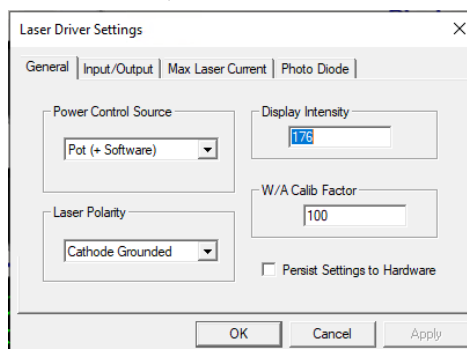 Laser Driver Settings
General
Input/Output
Max Laser Current
Photo Diode
Power Control Source
Pot (+ Software)
Display Intensity
176
W/A Calib Factor
100
Laser Polarity
Cathode Grounded
Persist Settings to Hardware
OK
Cancel
Apply